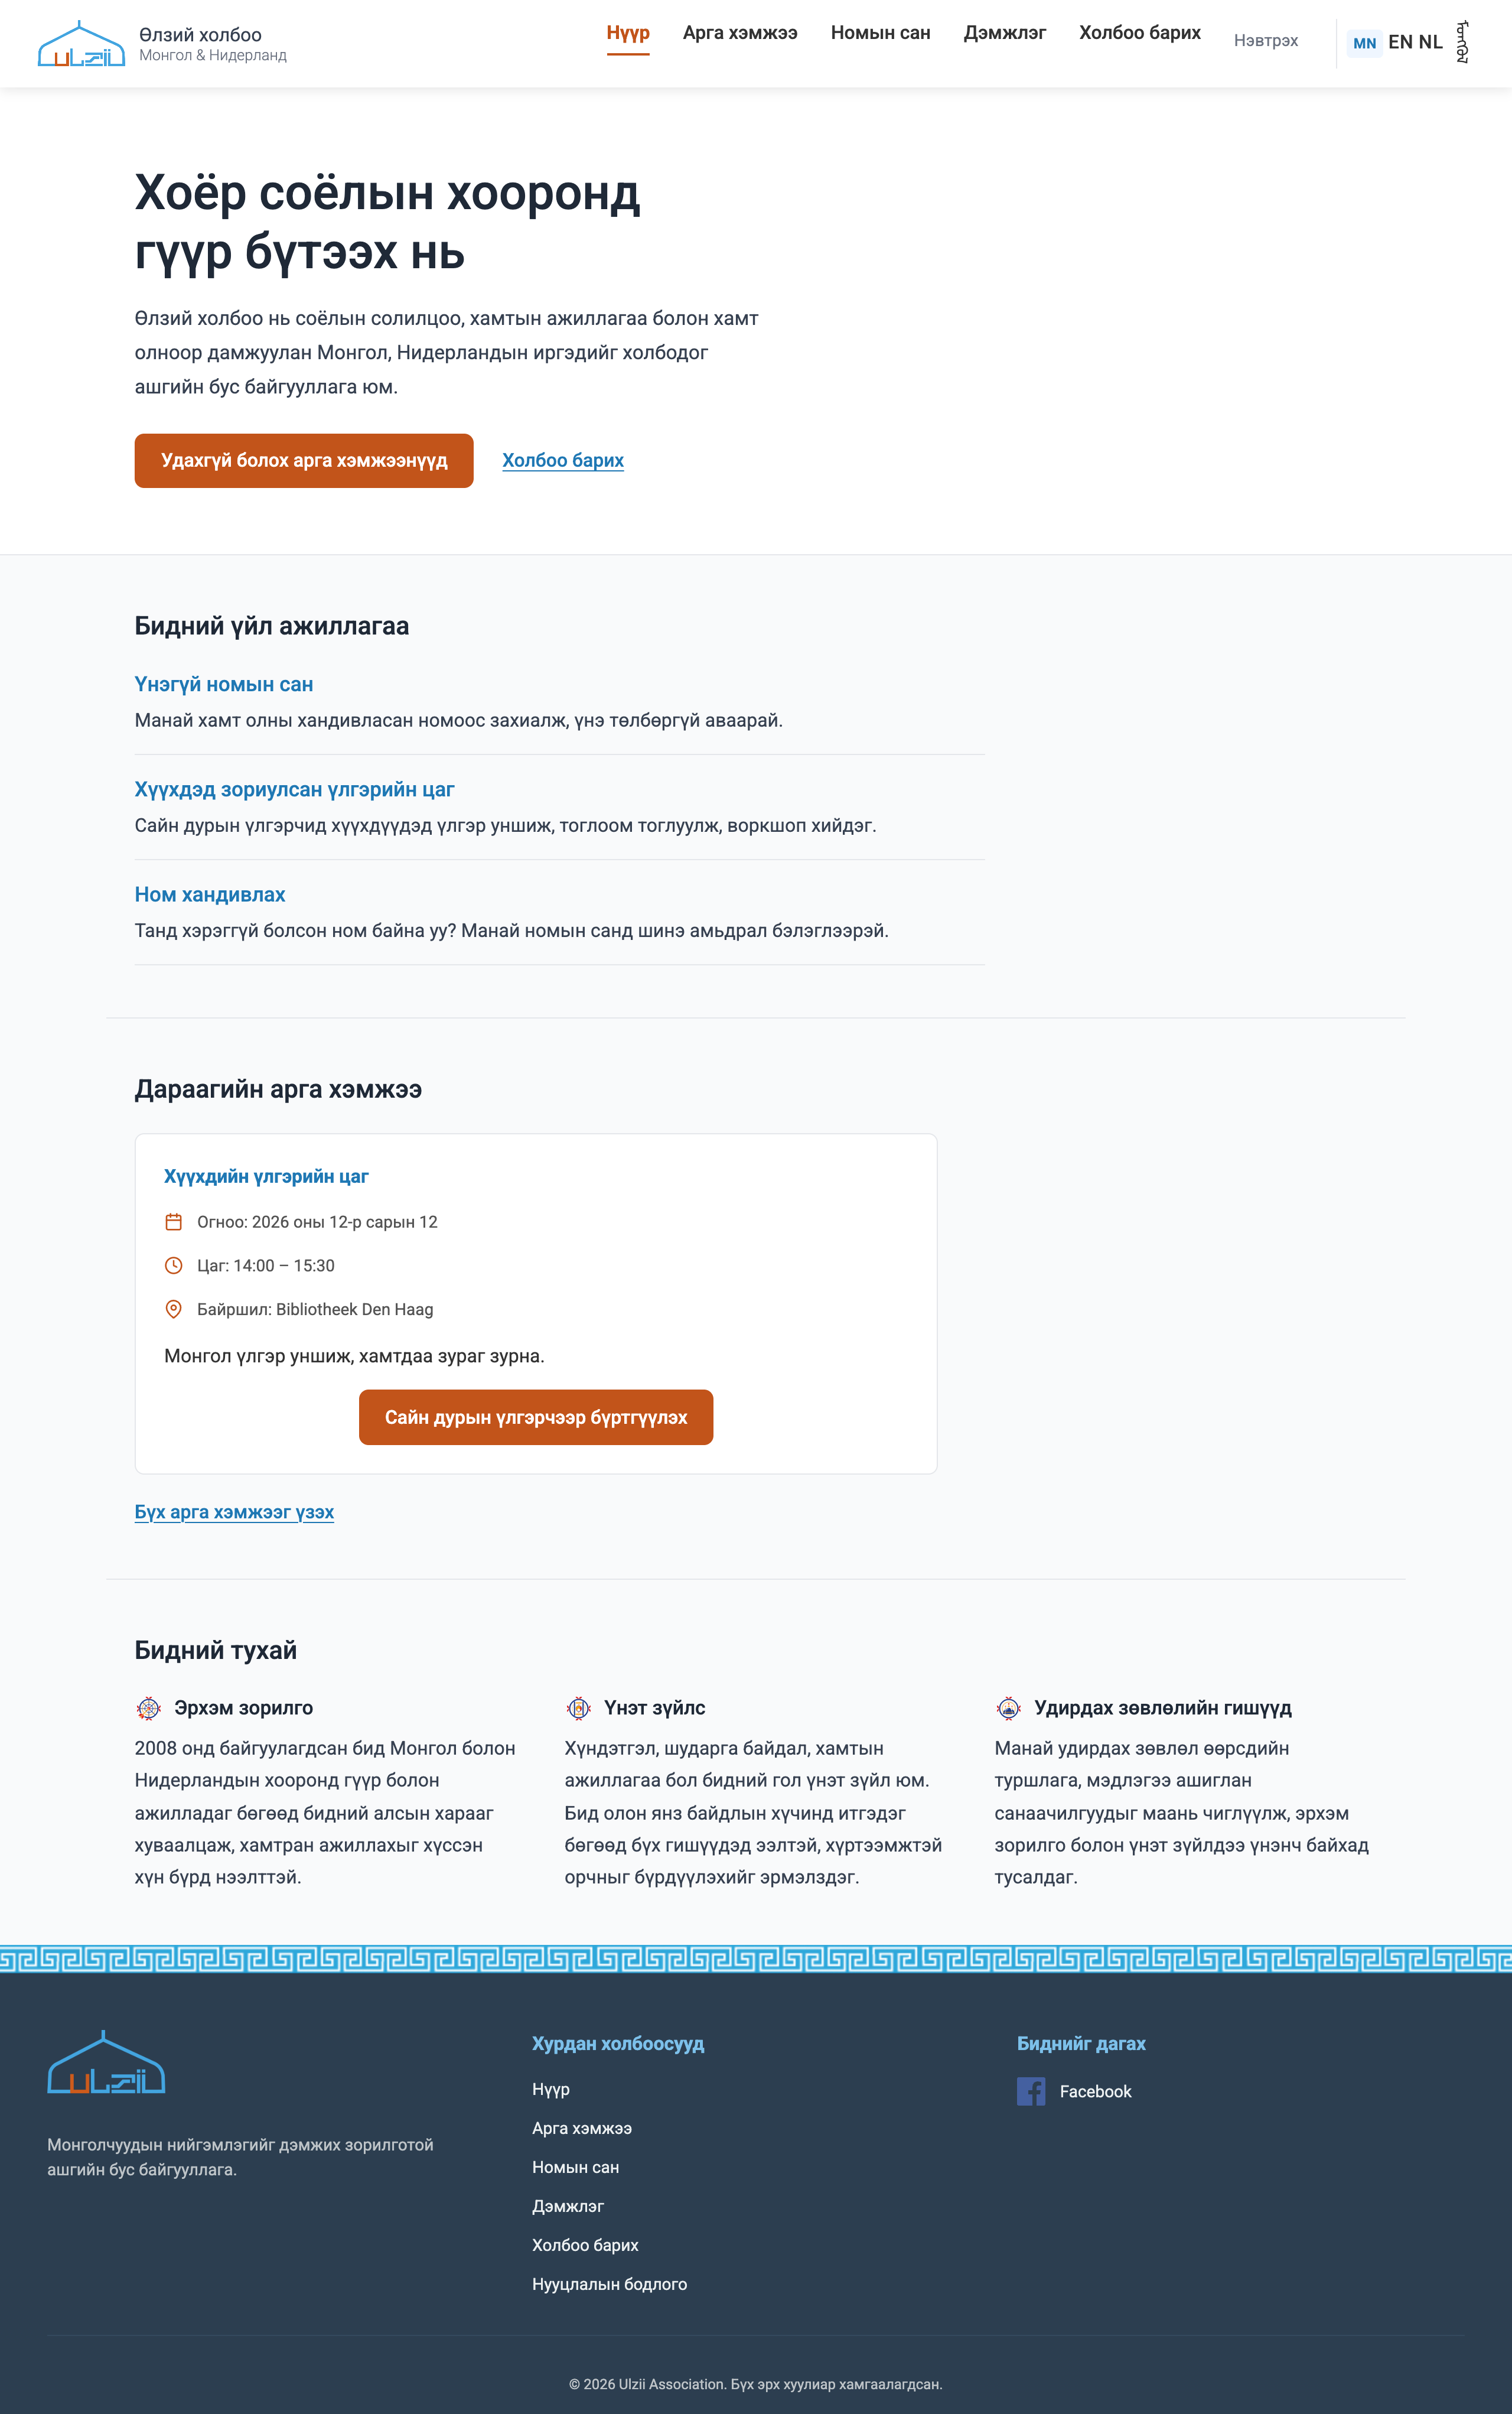 ulzii
Өлзий холбоо
Монгол & Нидерланд
Нүүр
Арга хэмжээ
Номын сан
Дэмжлэг
Холбоо барих
Нэвтрэх
MN EN NL
Хоёр соёлын хооронд
гүүр бүтээх нь
Өлзий холбоо нь соёлын солилцоо, хамтын ажиллагаа болон хамт
олноор дамжуулан Монгол, Нидерландын иргэдийг холбодог
ашгийн бус байгууллага юм.
Удахгүй болох арга хэмжээнүүд
Холбоо барих
Бидний үйл ажиллагаа
Үнэгүй номын сан
Манай хамт олны хандивласан номоос захиалж, үнэ төлбөргүй аваарай.
Хүүхдэд зориулсан үлгэрийн цаг
Сайн дурын үлгэрчид хүүхдүүдэд үлгэр уншиж, тоглоом тоглуулж, воркшоп хийдэг.
Ном хандивлах
Танд хэрэггүй болсон ном байна уу? Манай номын санд шинэ амьдрал бэлэглээрэй.
Дараагийн арга хэмжээ
Хүүхдийн үлгэрийн цаг
Огноо: 2026 оны 12-р сарын 12
Цаг: 14:00 – 15:30
Байршил: Bibliotheek Den Haag
Монгол үлгэр уншиж, хамтдаа зураг зурна.
Сайн дурын үлгэрчээр бүртгүүлэх
Бүх арга хэмжээг үзэх
Бидний тухай
Эрхэм зорилго
2008 онд байгуулагдсан бид Монгол болон
Нидерландын хооронд гүүр болон
ажилладаг бөгөөд бидний алсын харааг
хуваалцаж, хамтран ажиллахыг хүссэн
хүн бүрд нээлттэй.
Үнэт зүйлс
Хүндэтгэл, шударга байдал, хамтын
ажиллагаа бол бидний гол үнэт зүйл юм.
Бид олон янз байдлын хүчинд итгэдэг
бөгөөд бүх гишүүдэд ээлтэй, хүртээмжтэй
орчныг бүрдүүлэхийг эрмэлздэг.
Удирдах зөвлөлийн гишүүд
Манай удирдах зөвлөл өөрсдийн
туршлага, мэдлэгээ ашиглан
санаачилгуудыг маань чиглүүлж, эрхэм
зорилго болон үнэт зүйлдээ үнэнч байхад
тусалдаг.
ulzii
Монголчуудын нийгэмлэгийг дэмжих зорилготой
ашгийн бус байгууллага.
Хурдан холбоосууд
Нүүр
Арга хэмжээ
Номын сан
Дэмжлэг
Холбоо барих
Нууцлалын бодлого
Биднийг дагах
Facebook
© 2026 Ulzii Association. Бүх эрх хуулиар хамгаалагдсан.